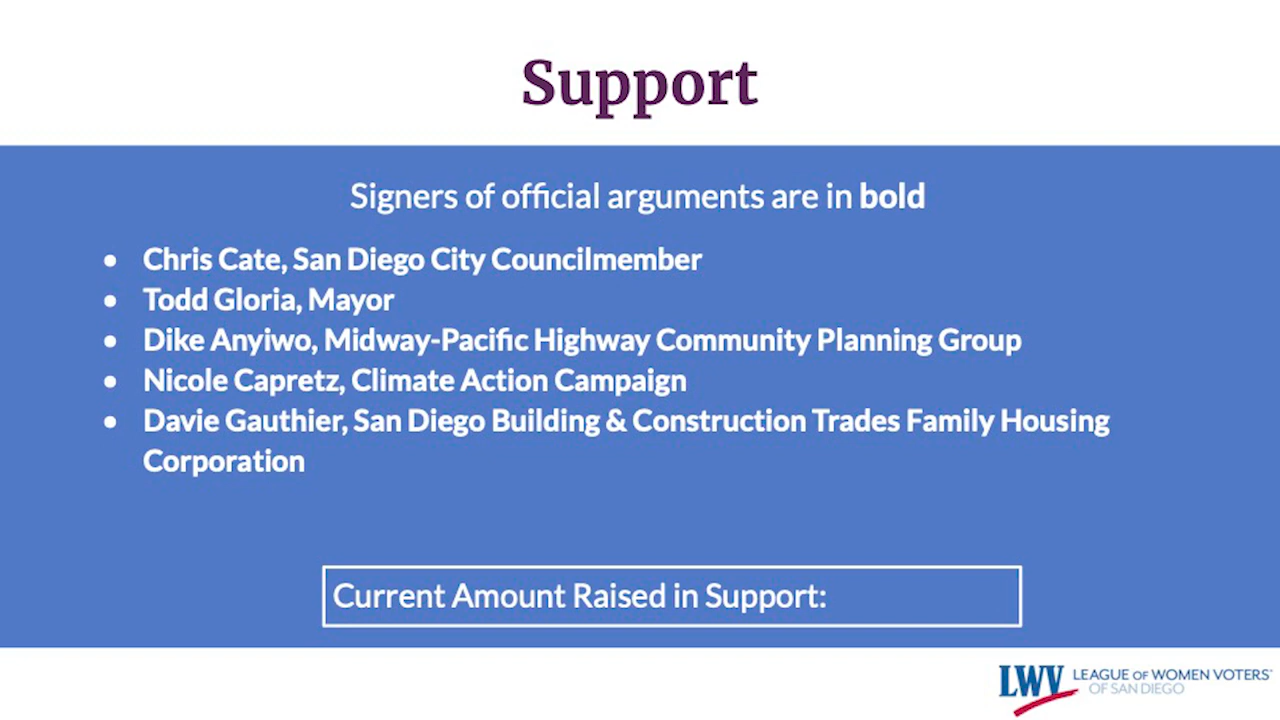 Support
Signers of official arguments are in bold
• Chris Cate, San Diego City Councilmember
• Todd Gloria, Mayor
• Dike Anyiwo, Midway-Pacific Highway Community Planning Group
• Nicole Capretz, Climate Action Campaign
• Davie Gauthier, San Diego Building & Construction Trades Family Housing
Corporation
Current Amount Raised in Support:
LWV LEAGUE OF WOMEN VOTERS®
OF SAN DIEGO